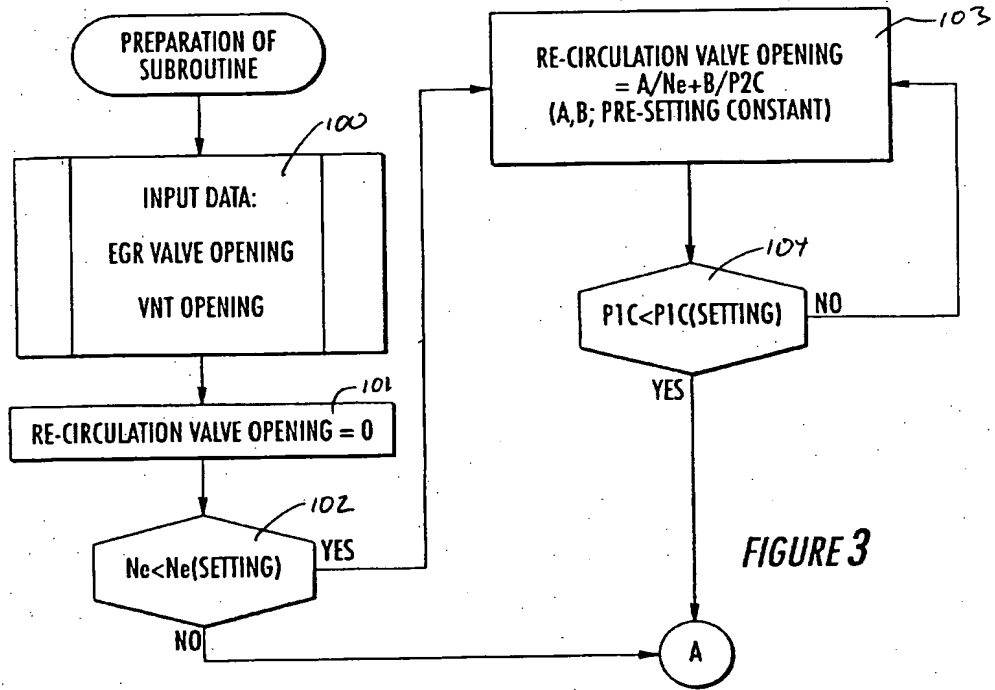 PREPARATION OF
SUBROUTINE
100
INPUT DATA:
EGR VALVE OPENING
VNT OPENING
101
RE-CIRCULATION VALVE OPENING = 0
102
Ne<Ne(SETTING)
YES
NO
103
RE-CIRCULATION VALVE OPENING
= A/Ne+B/P2C
(A,B; PRE-SETTING CONSTANT)
104
P1C<P1C(SETTING)
NO
YES
A
FIGURE 3